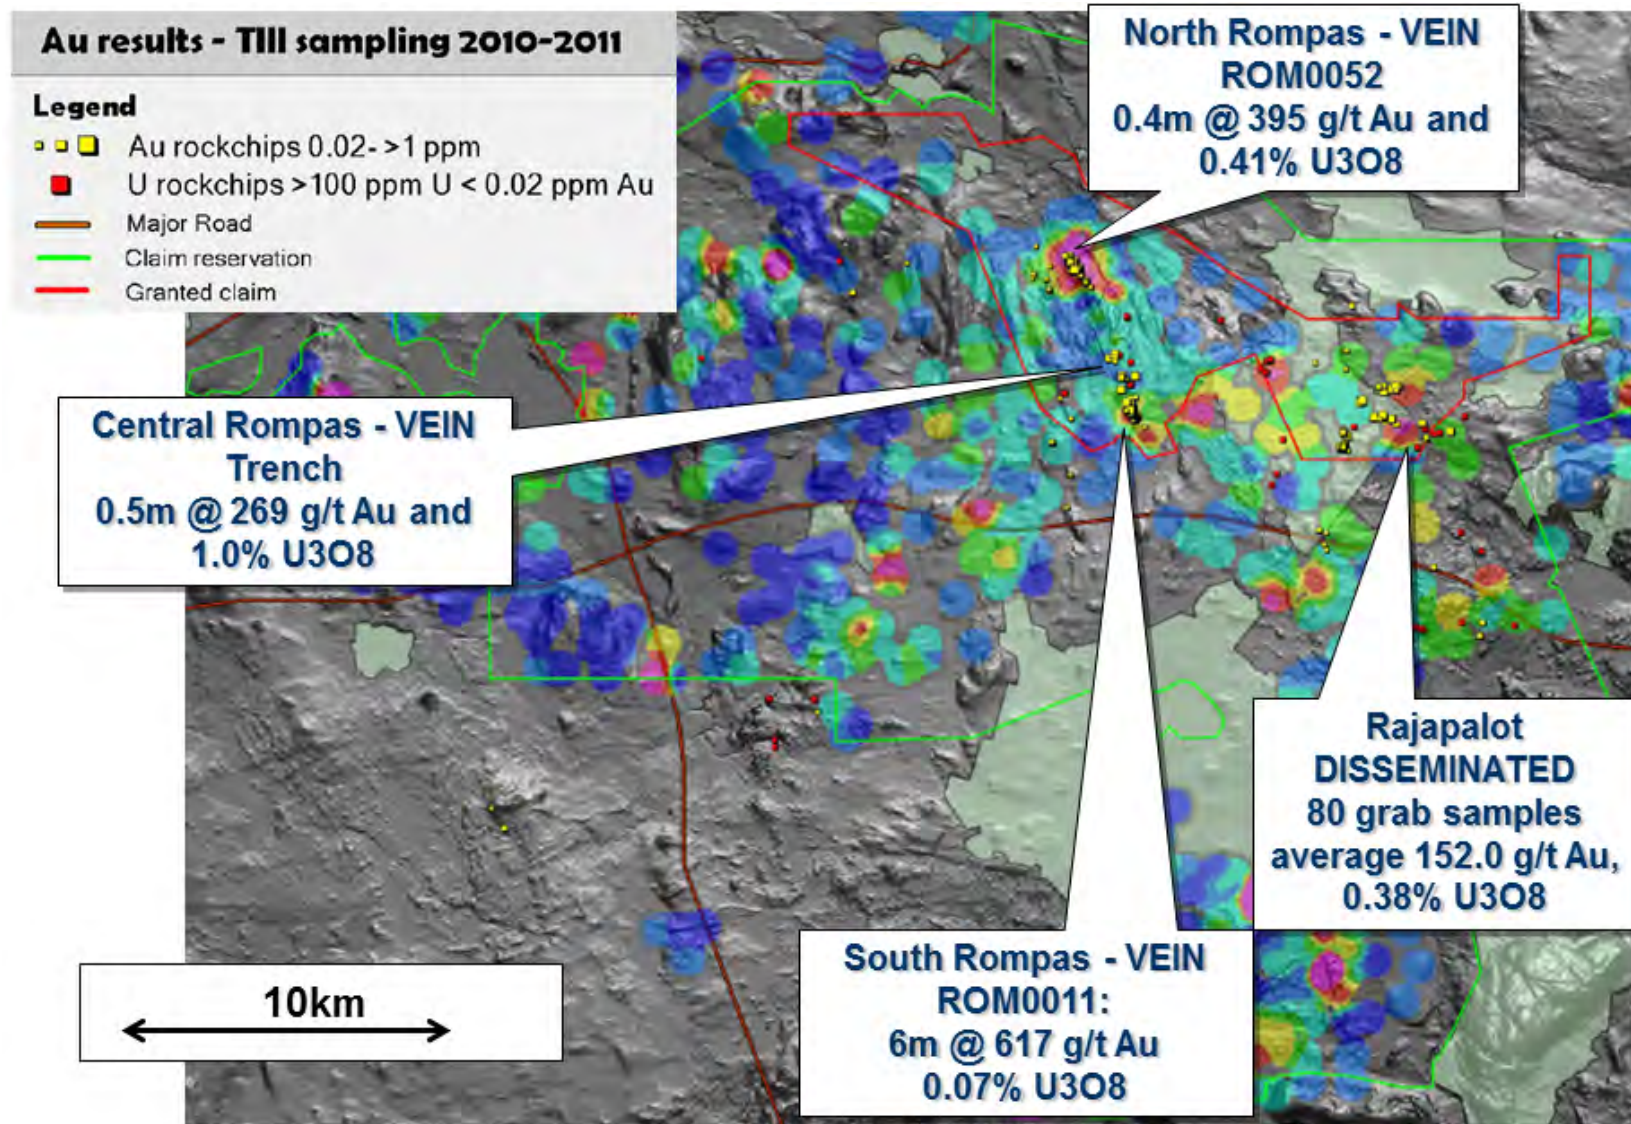 Au results - Till sampling 2010-2011
Legend
Au rockchips 0.02- >1 ppm
U rockchips >100 ppm U < 0.02 ppm Au
Major Road
Claim reservation
Granted claim
North Rompas - VEIN
ROM0052
0.4m @ 395 g/t Au and
0.41% U3O8
Central Rompas - VEIN
Trench
0.5m @ 269 g/t Au and
1.0% U3O8
Rajapalot
DISSEMINATED
80 grab samples
average 152.0 g/t Au,
0.38% U3O8
South Rompas - VEIN
ROM0011:
6m @ 617 g/t Au
0.07% U3O8
10km